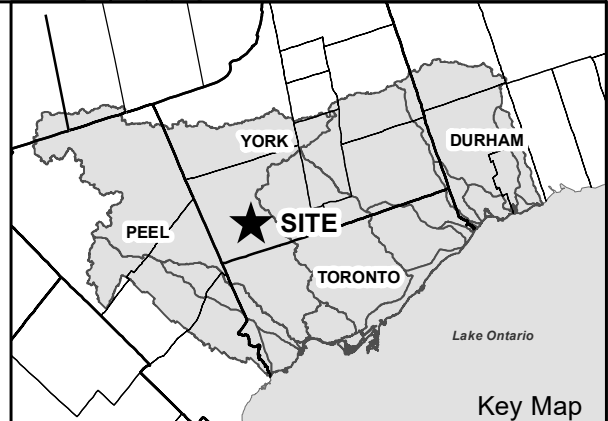 YORK
DURHAM
SITE
PEEL
TORONTO
Lake Ontario
Key Map